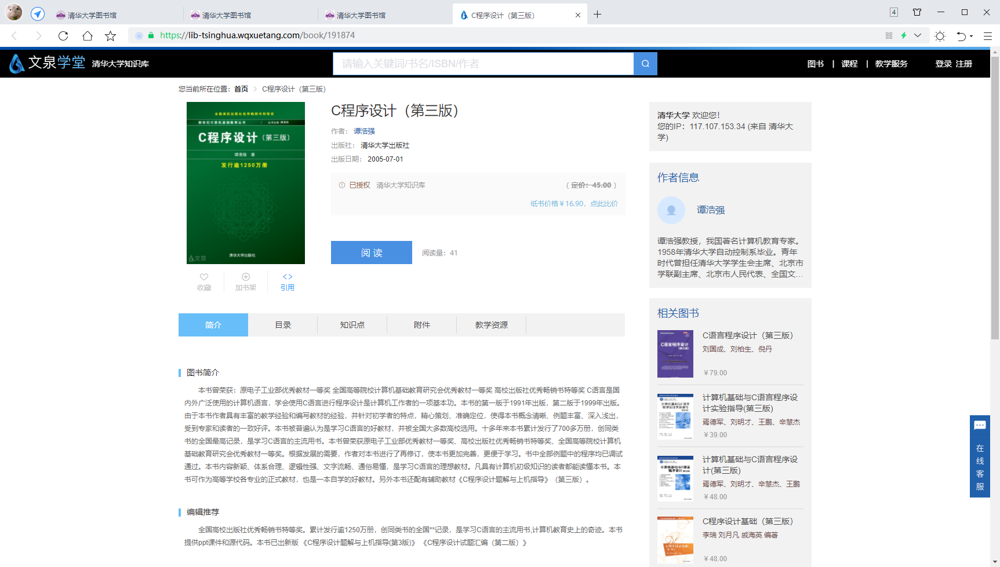 清华大学图书馆
清华大学图书馆
清华大学图书馆
C程序设计（第三版）
4
https://lib-tsinghua.wqxuetang.com/book/191874
文泉学堂 清华大学知识库
请输入关键词/书名/ISBN/作者
图书 | 课程 | 教学服务 登录 注册
您当前所在位置： 首页 > C程序设计（第三版）
全国高校出版社优秀畅销书特等奖
新世纪计算机基础教育丛书 丛书主编 谭浩强
C程序设计（第三版）
谭浩强 著
发行逾1250万册
文泉
清华大学出版社
收藏
加书架
引用
C程序设计（第三版）
作者： 谭浩强
出版社： 清华大学出版社
出版日期： 2005-07-01
已授权 清华大学知识库
（ 定价：45.00 ）
纸书价格￥16.90，点此比价
阅 读
阅读量：41
清华大学 欢迎您！
您的IP：117.107.153.34 (来自 清华大
学)
作者信息
谭浩强
谭浩强教授，我国著名计算机教育专家。
1958年清华大学自动控制系毕业。青年
时代曾担任清华大学学生会主席、北京市
学联副主席、北京市人民代表、全国文...
简介 目录 知识点 附件 教学资源
图书简介
本书曾荣获：原电子工业部优秀教材一等奖 全国高等院校计算机基础教育研究会优秀教材一等奖 高校出版社优秀畅销书特等奖 C语言是国
内外广泛使用的计算机语言，学会使用C语言进行程序设计是计算机工作者的一项基本功。本书的第一版于1991年出版，第二版于1999年出版。
由于本书作者具有丰富的教学经验和编写教材的经验，并针对初学者的特点，精心策划、准确定位，使得本书概念清晰、例题丰富、深入浅出，
受到专家和读者的一致好评。本书被普遍认为是学习C语言的好教材，并被全国大多数高校选用。十多年来本书累计发行了700多万册，创同类
书的全国最高记录，是学习C语言的主流用书。本书曾荣获原电子工业部优秀教材一等奖、高校出版社优秀畅销书特等奖、全国高等院校计算机
基础教育研究会优秀教材一等奖。根据发展的需要，作者对本书进行了再修订，使本书更加完善，更便于学习。书中全部例题中的程序均已调试
通过。本书内容新颖、体系合理、逻辑性强、文字流畅、通俗易懂，是学习C语言的理想教材。凡具有计算机初级知识的读者都能读懂本书。本
书可作为高等学校各专业的正式教材，也是一本自学的好教材。另外本书还配有辅助教材《C程序设计题解与上机指导》（第三版）。
编辑推荐
全国高校出版社优秀畅销书特等奖。累计发行逾1250万册，创同类书的全国**记录，是学习C语言的主流用书,计算机教育史上的奇迹。本书
提供ppt课件和源代码。本书已出新版 《C程序设计题解与上机指导(第3版)》 《C程序设计试题汇编（第二版）》
相关图书
C语言程序设计（第三版）
刘国成、刘柏生、倪丹
￥79.00
计算机基础与C语言程序设
计实验指导(第三版)
焉德军、刘明才、王鹏、辛慧杰
￥39.00
计算机基础与C语言程序设
计(第三版)
焉德军、刘明才、辛慧杰、王鹏
￥48.00
C程序设计基础（第三版）
李瑞 刘月凡 戚海英 编著
￥48.00
在
线
客
服